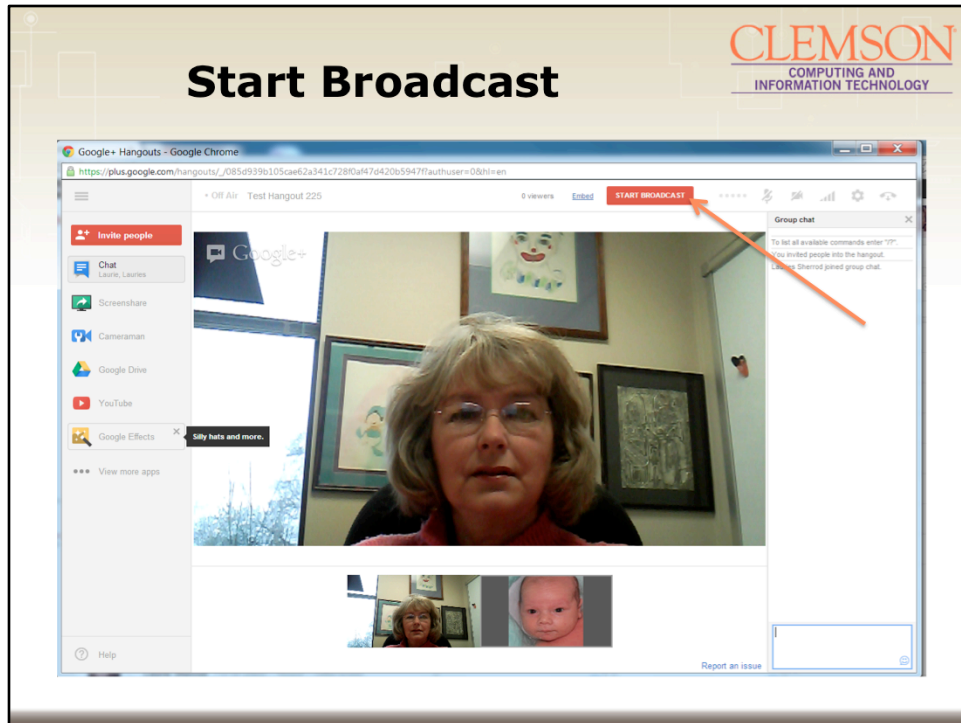 Start Broadcast
CLEMSON
COMPUTING AND
INFORMATION TECHNOLOGY
Google+ Hangouts - Google Chrome
https://plus.google.com/hangouts/_/085d939b105cae62a341c728f0af47d420b5947f?authuser=0&hl=en
• Off Air Test Hangout 225
0 viewers Embed START BROADCAST
Invite people
Chat
Laurie, Lauries
Screenshare
Cameraman
Google Drive
YouTube
Google Effects
Silly hats and more.
View more apps
Help
Google+
Group chat
To list all available commands enter "/?".
You invited people into the hangout.
Lauries Sherrod joined group chat.
Report an issue